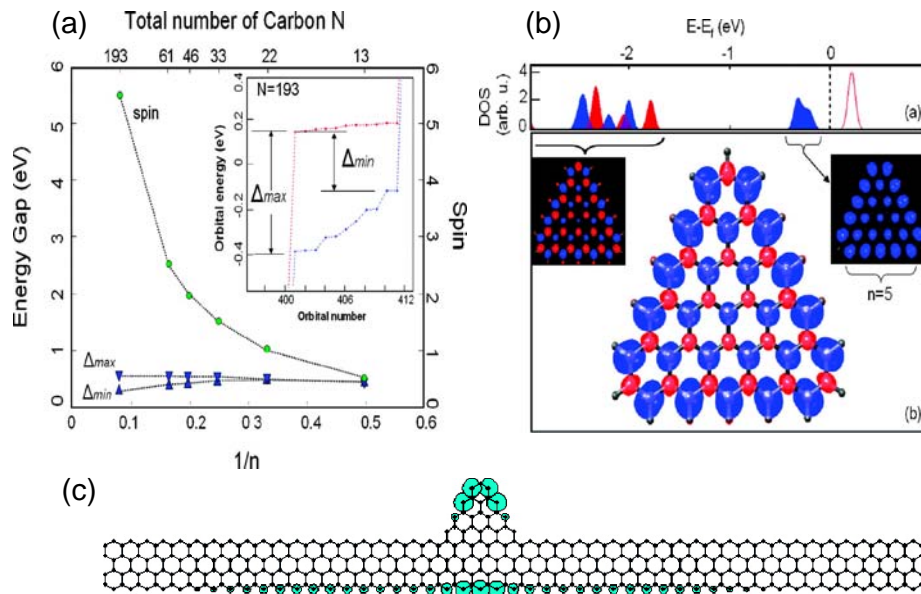 (a)
Total number of Carbon N
193 61 46 33 22 13
6
5
4
3
2
1
0
Energy Gap (eV)
spin
Δmax
Δmin
0 0.1 0.2 0.3 0.4 0.5 0.6
1/n
6
5
4
3
2
1
0
Spin
N=193
0.4
0.2
0
-0.2
-0.4
Orbital energy (eV)
Δmax
Δmin
400 406 412
Orbital number
(b)
E-Ef (eV)
-2 -1 0
DOS
(arb. u.)
4
2
0
(a)
n=5
(b)
(c)